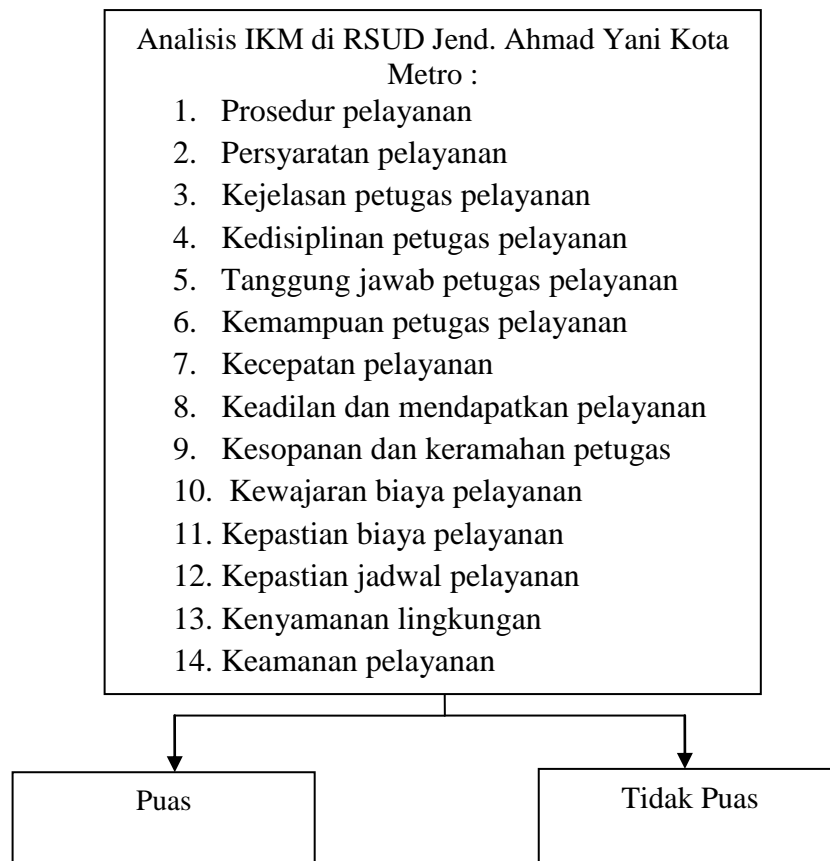 Analisis IKM di RSUD Jend. Ahmad Yani Kota
Metro :
1. Prosedur pelayanan
2. Persyaratan pelayanan
3. Kejelasan petugas pelayanan
4. Kedisiplinan petugas pelayanan
5. Tanggung jawab petugas pelayanan
6. Kemampuan petugas pelayanan
7. Kecepatan pelayanan
8. Keadilan dan mendapatkan pelayanan
9. Kesopanan dan keramahan petugas
10. Kewajaran biaya pelayanan
11. Kepastian biaya pelayanan
12. Kepastian jadwal pelayanan
13. Kenyamanan lingkungan
14. Keamanan pelayanan
Puas
Tidak Puas